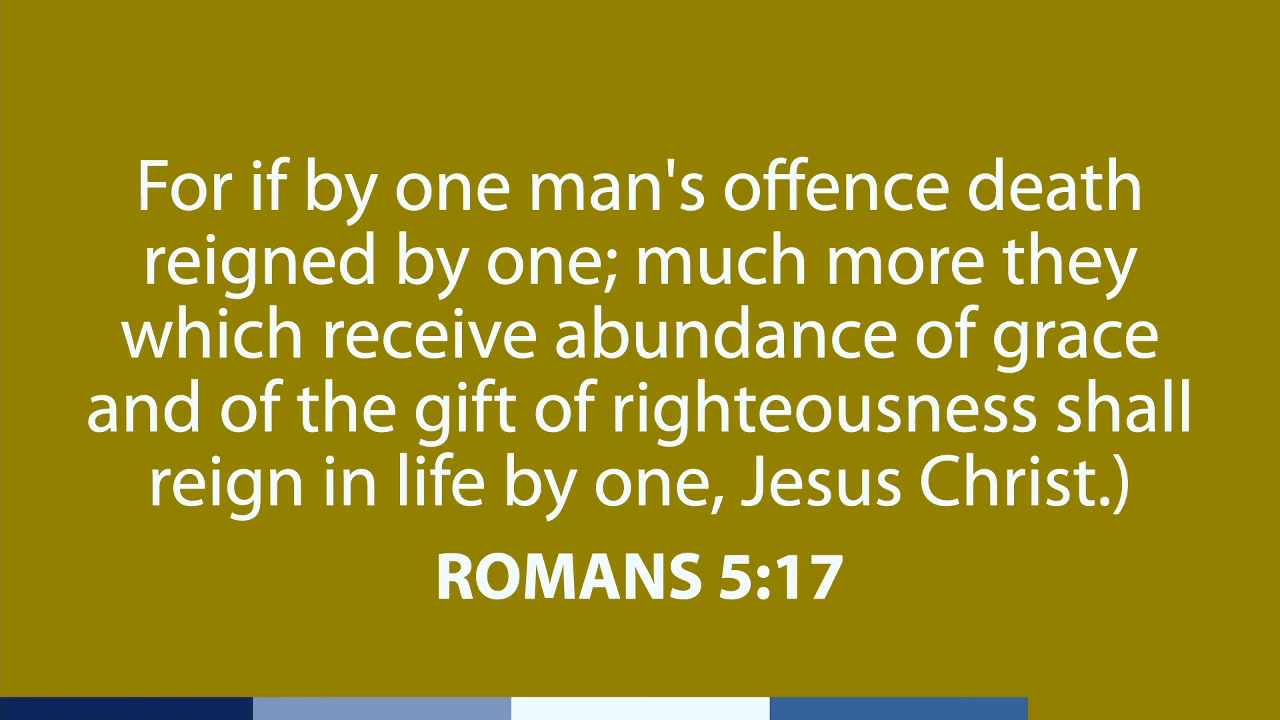 For if by one man's offence death
reigned by one; much more they
which receive abundance of grace
and of the gift of righteousness shall
reign in life by one, Jesus Christ.)
ROMANS 5:17